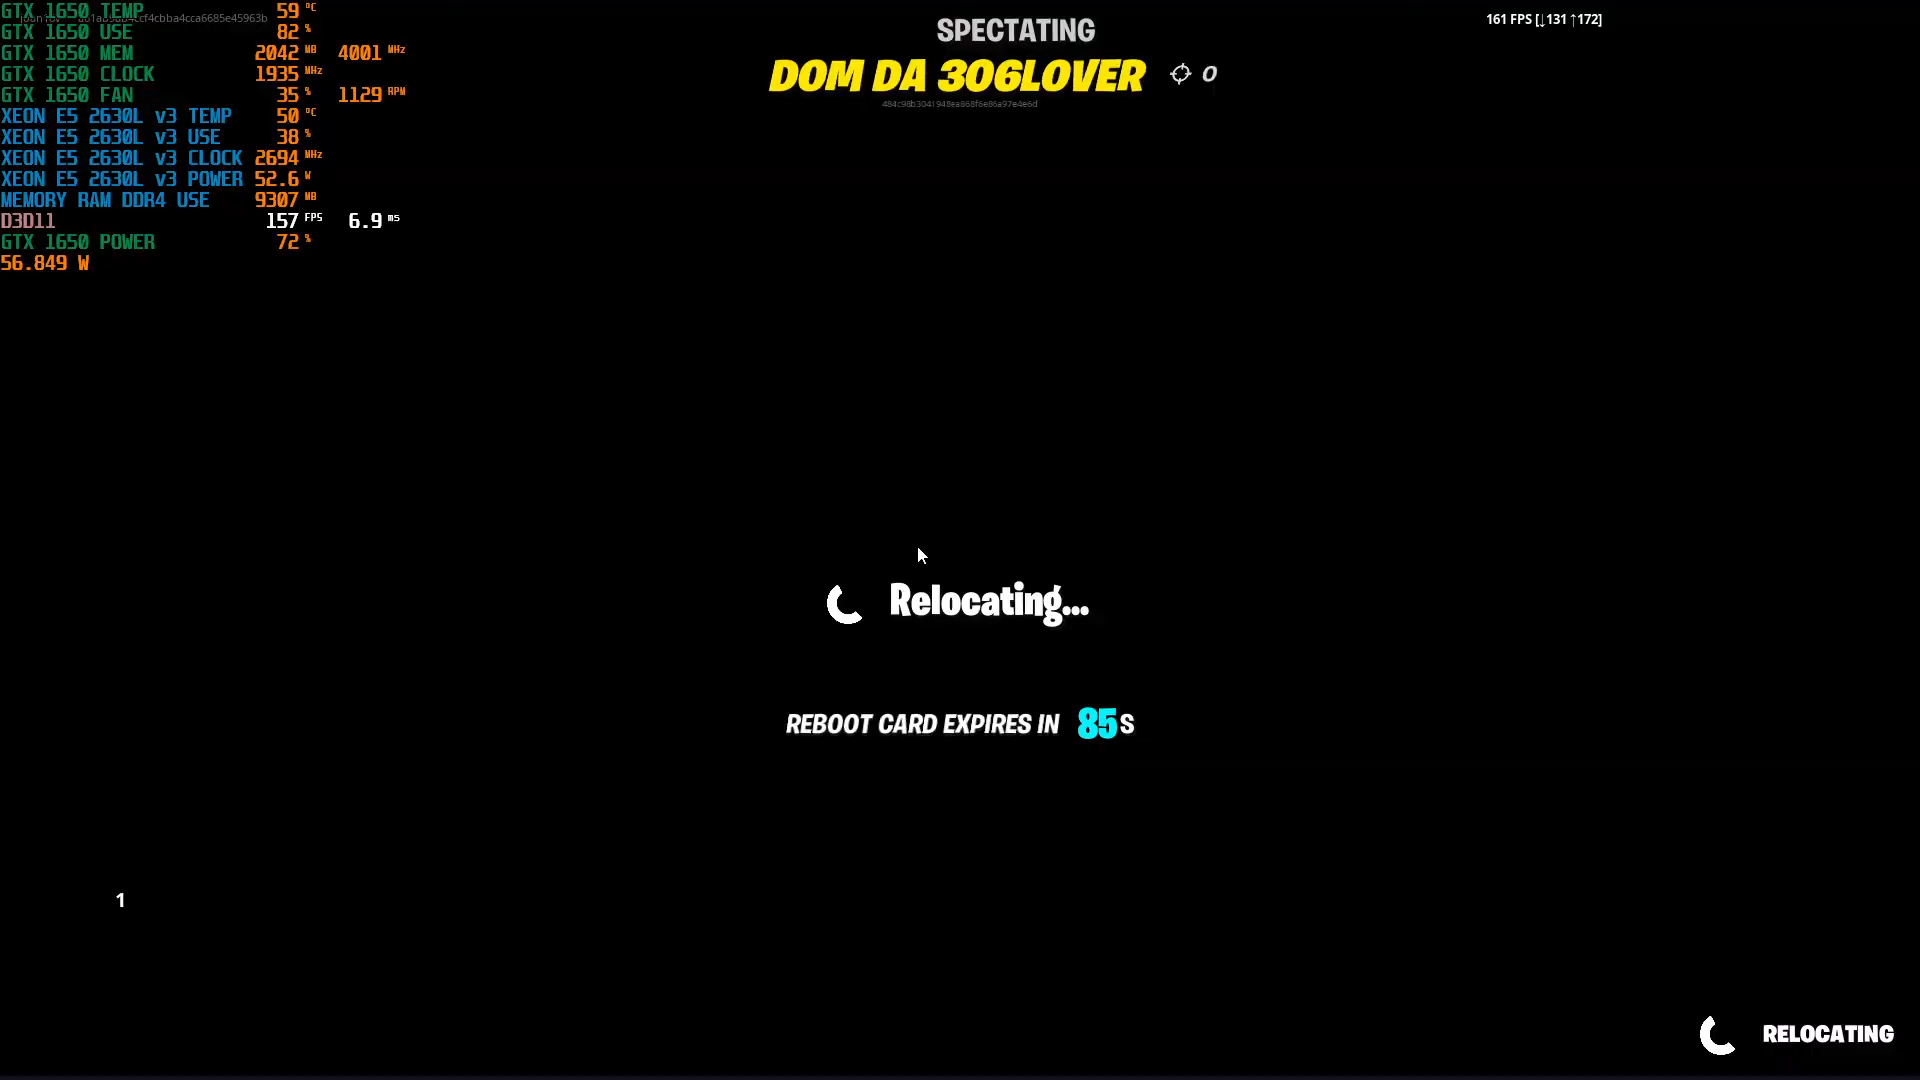 GTX 1650 TEMP 59 °C
GTX 1650 USE 82 %
GTX 1650 MEM 2042 MB 4001 MHz
GTX 1650 CLOCK 1935 MHz
GTX 1650 FAN 35 % 1129 RPM
XEON E5 2630L v3 TEMP 50 °C
XEON E5 2630L v3 USE 38 %
XEON E5 2630L v3 CLOCK 2694 MHz
XEON E5 2630L v3 POWER 52.6 W
MEMORY RAM DDR4 USE 9307 MB
D3D11 157 FPS 6.9 ms
GTX 1650 POWER 72 %
56.849 W
SPECTATING
DOM DA 306LOVER 0
484c98b3041948ea868f6e86a97e4e6d
161 FPS [↓131 ↑172]
Relocating...
REBOOT CARD EXPIRES IN 85 S
1
RELOCATING